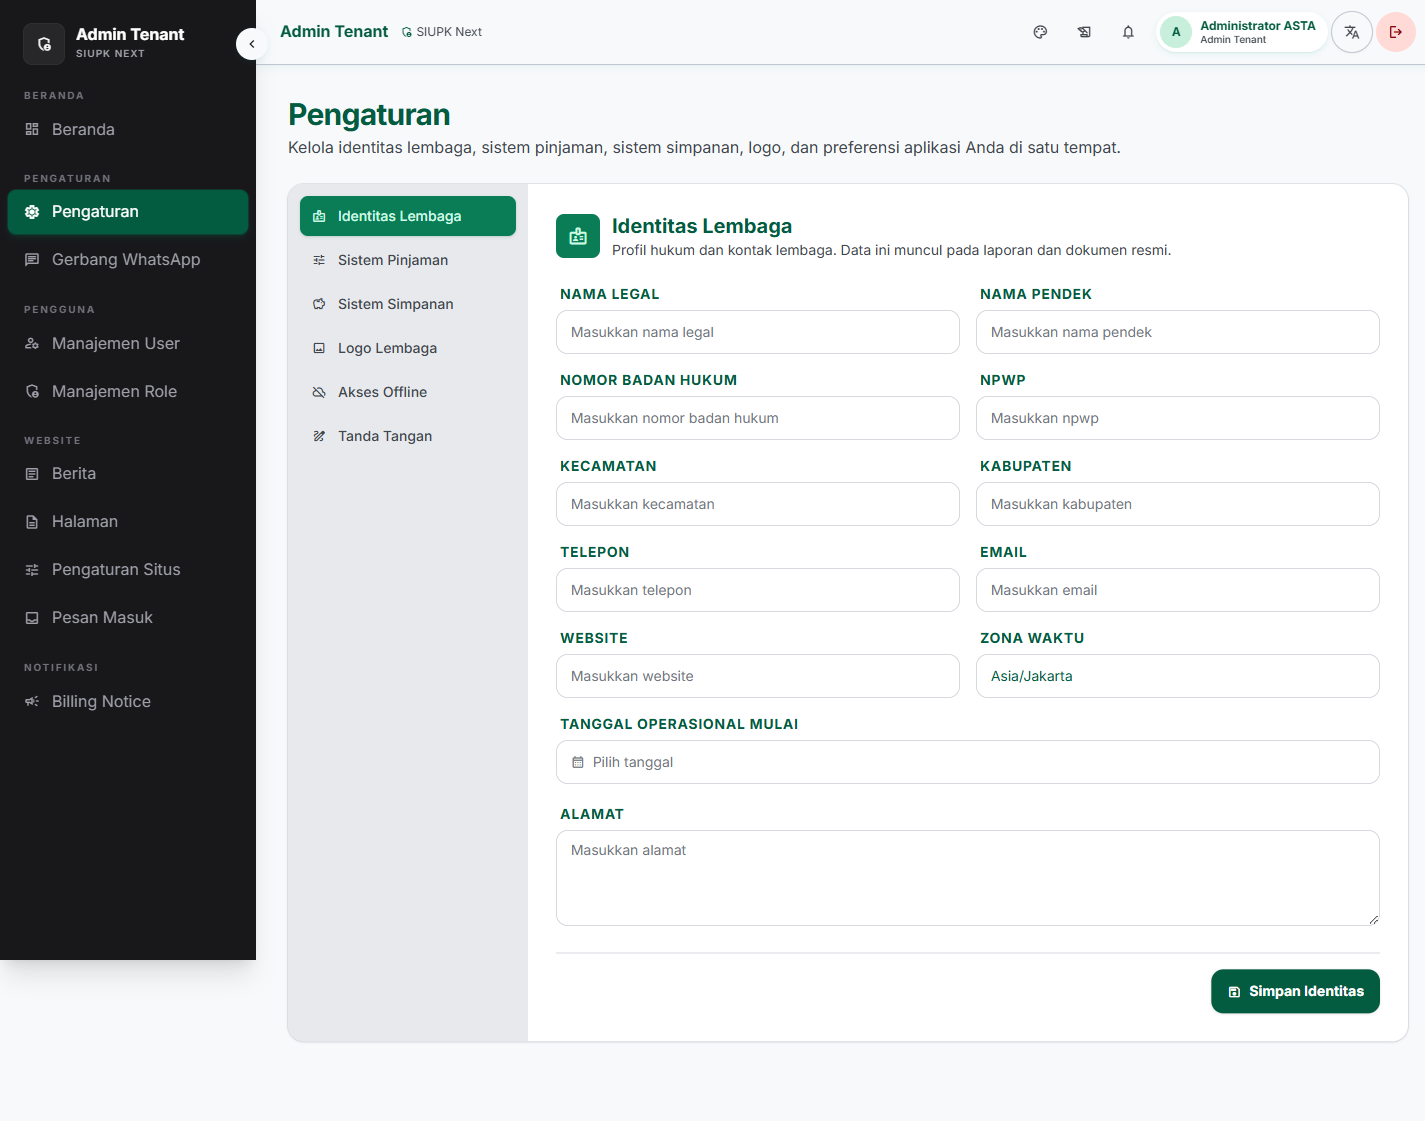 Admin Tenant
SIUPK NEXT
BERANDA
Beranda
PENGATURAN
Pengaturan
Gerbang WhatsApp
PENGGUNA
Manajemen User
Manajemen Role
WEBSITE
Berita
Halaman
Pengaturan Situs
Pesan Masuk
NOTIFIKASI
Billing Notice
Admin Tenant SIUPK Next
A
Administrator ASTA
Admin Tenant
Pengaturan
Kelola identitas lembaga, sistem pinjaman, sistem simpanan, logo, dan preferensi aplikasi Anda di satu tempat.
Identitas Lembaga
Sistem Pinjaman
Sistem Simpanan
Logo Lembaga
Akses Offline
Tanda Tangan
Identitas Lembaga
Profil hukum dan kontak lembaga. Data ini muncul pada laporan dan dokumen resmi.
NAMA LEGAL
Masukkan nama legal
NAMA PENDEK
Masukkan nama pendek
NOMOR BADAN HUKUM
Masukkan nomor badan hukum
NPWP
Masukkan npwp
KECAMATAN
Masukkan kecamatan
KABUPATEN
Masukkan kabupaten
TELEPON
Masukkan telepon
EMAIL
Masukkan email
WEBSITE
Masukkan website
ZONA WAKTU
Asia/Jakarta
TANGGAL OPERASIONAL MULAI
Pilih tanggal
ALAMAT
Masukkan alamat
Simpan Identitas